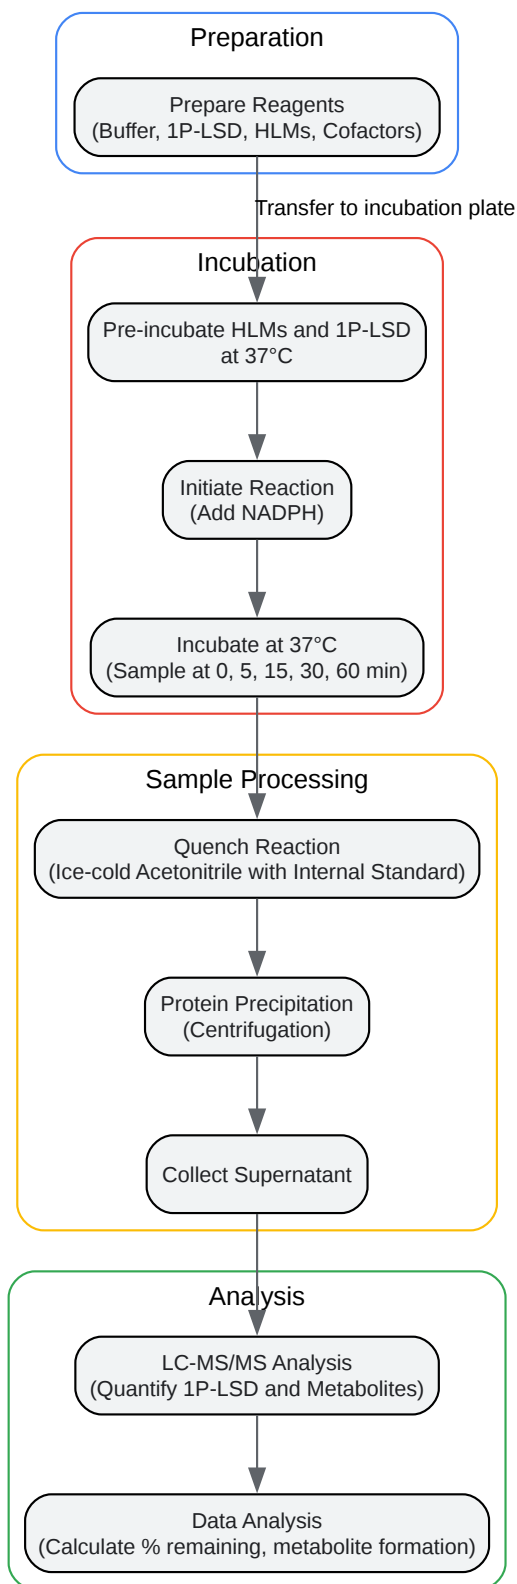 Preparation
Prepare Reagents
(Buffer, 1P-LSD, HLMs, Cofactors)
Transfer to incubation plate
Incubation
Pre-incubate HLMs and 1P-LSD
at 37°C
Initiate Reaction
(Add NADPH)
Incubate at 37°C
(Sample at 0, 5, 15, 30, 60 min)
Sample Processing
Quench Reaction
(Ice-cold Acetonitrile with Internal Standard)
Protein Precipitation
(Centrifugation)
Collect Supernatant
Analysis
LC-MS/MS Analysis
(Quantify 1P-LSD and Metabolites)
Data Analysis
(Calculate % remaining, metabolite formation)